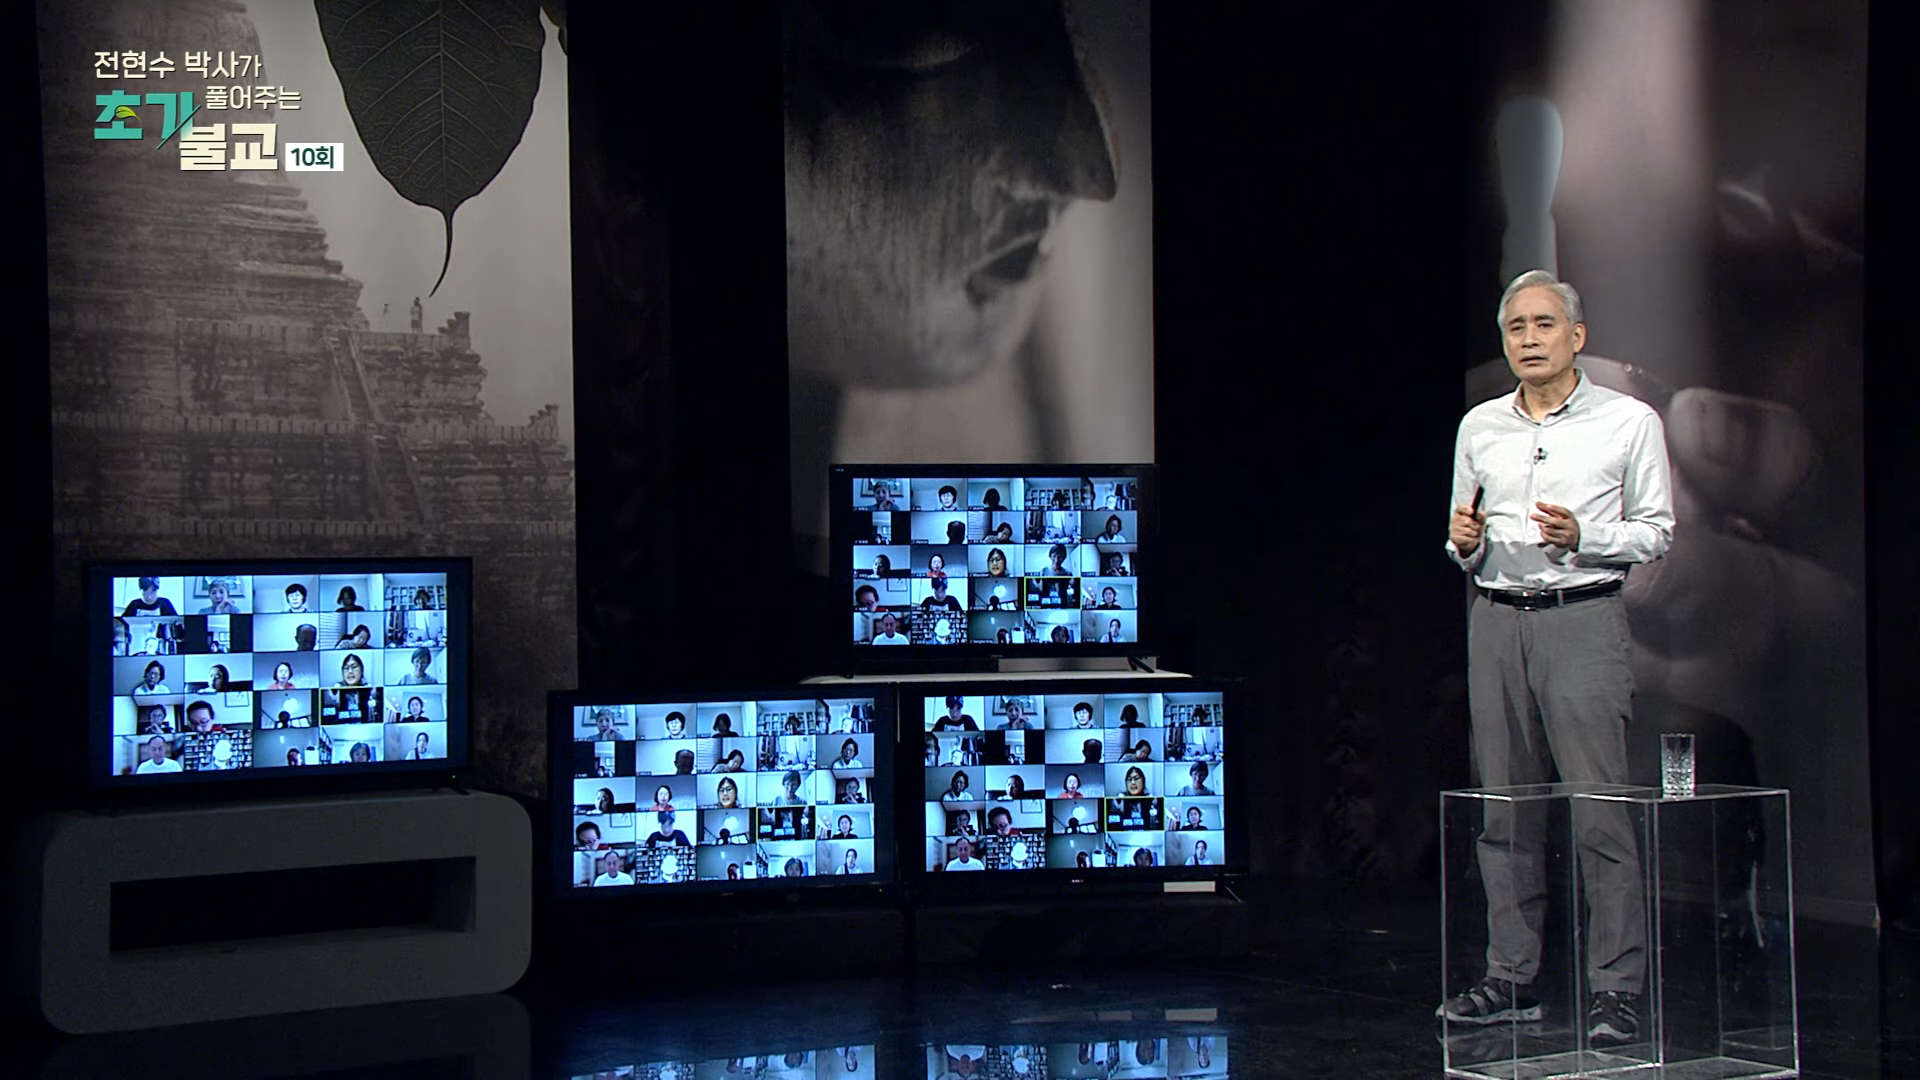 전현수 박사가
풀어주는
초기
불교 10회